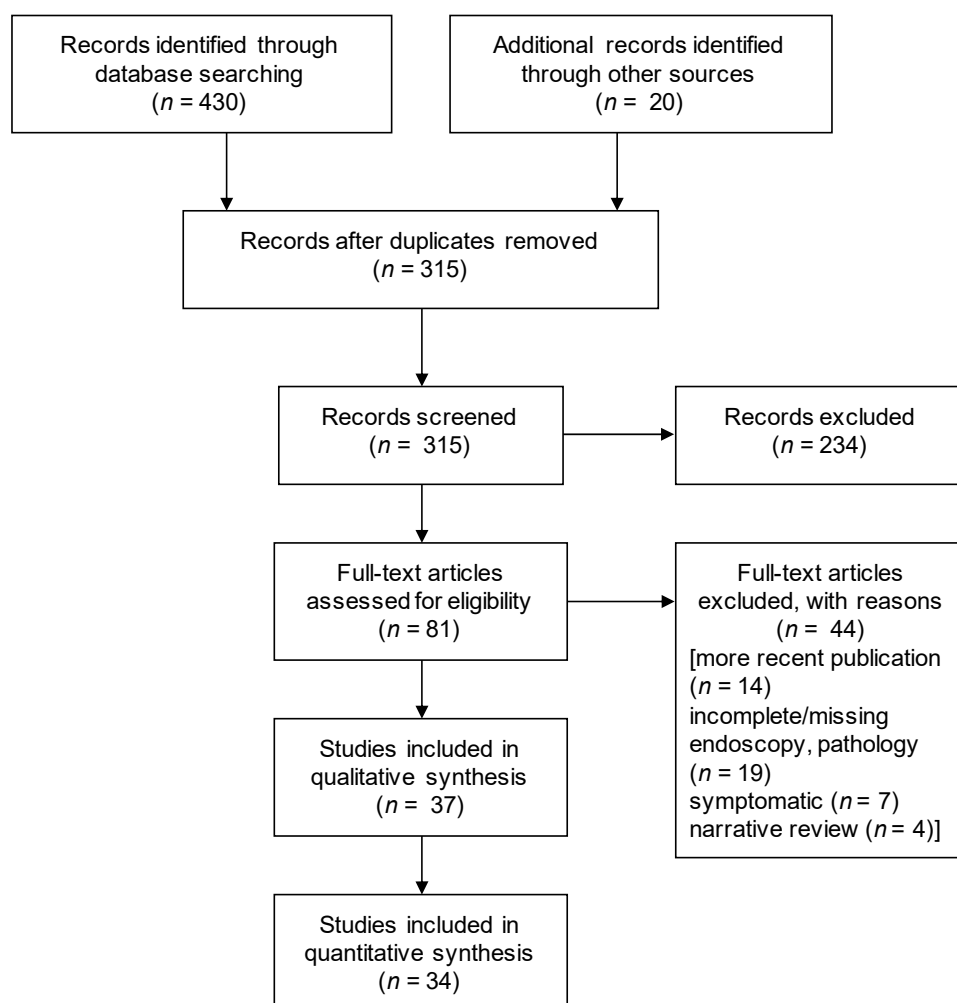 Records identified through
database searching
(n = 430)
Additional records identified
through other sources
(n = 20)
Records after duplicates removed
(n = 315)
Records screened
(n = 315)
Records excluded
(n = 234)
Full-text articles
assessed for eligibility
(n = 81)
Full-text articles
excluded, with reasons
(n = 44)
[more recent publication
(n = 14)
incomplete/missing
endoscopy, pathology
(n = 19)
symptomatic (n = 7)
narrative review (n = 4)]
Studies included in
qualitative synthesis
(n = 37)
Studies included in
quantitative synthesis
(n = 34)